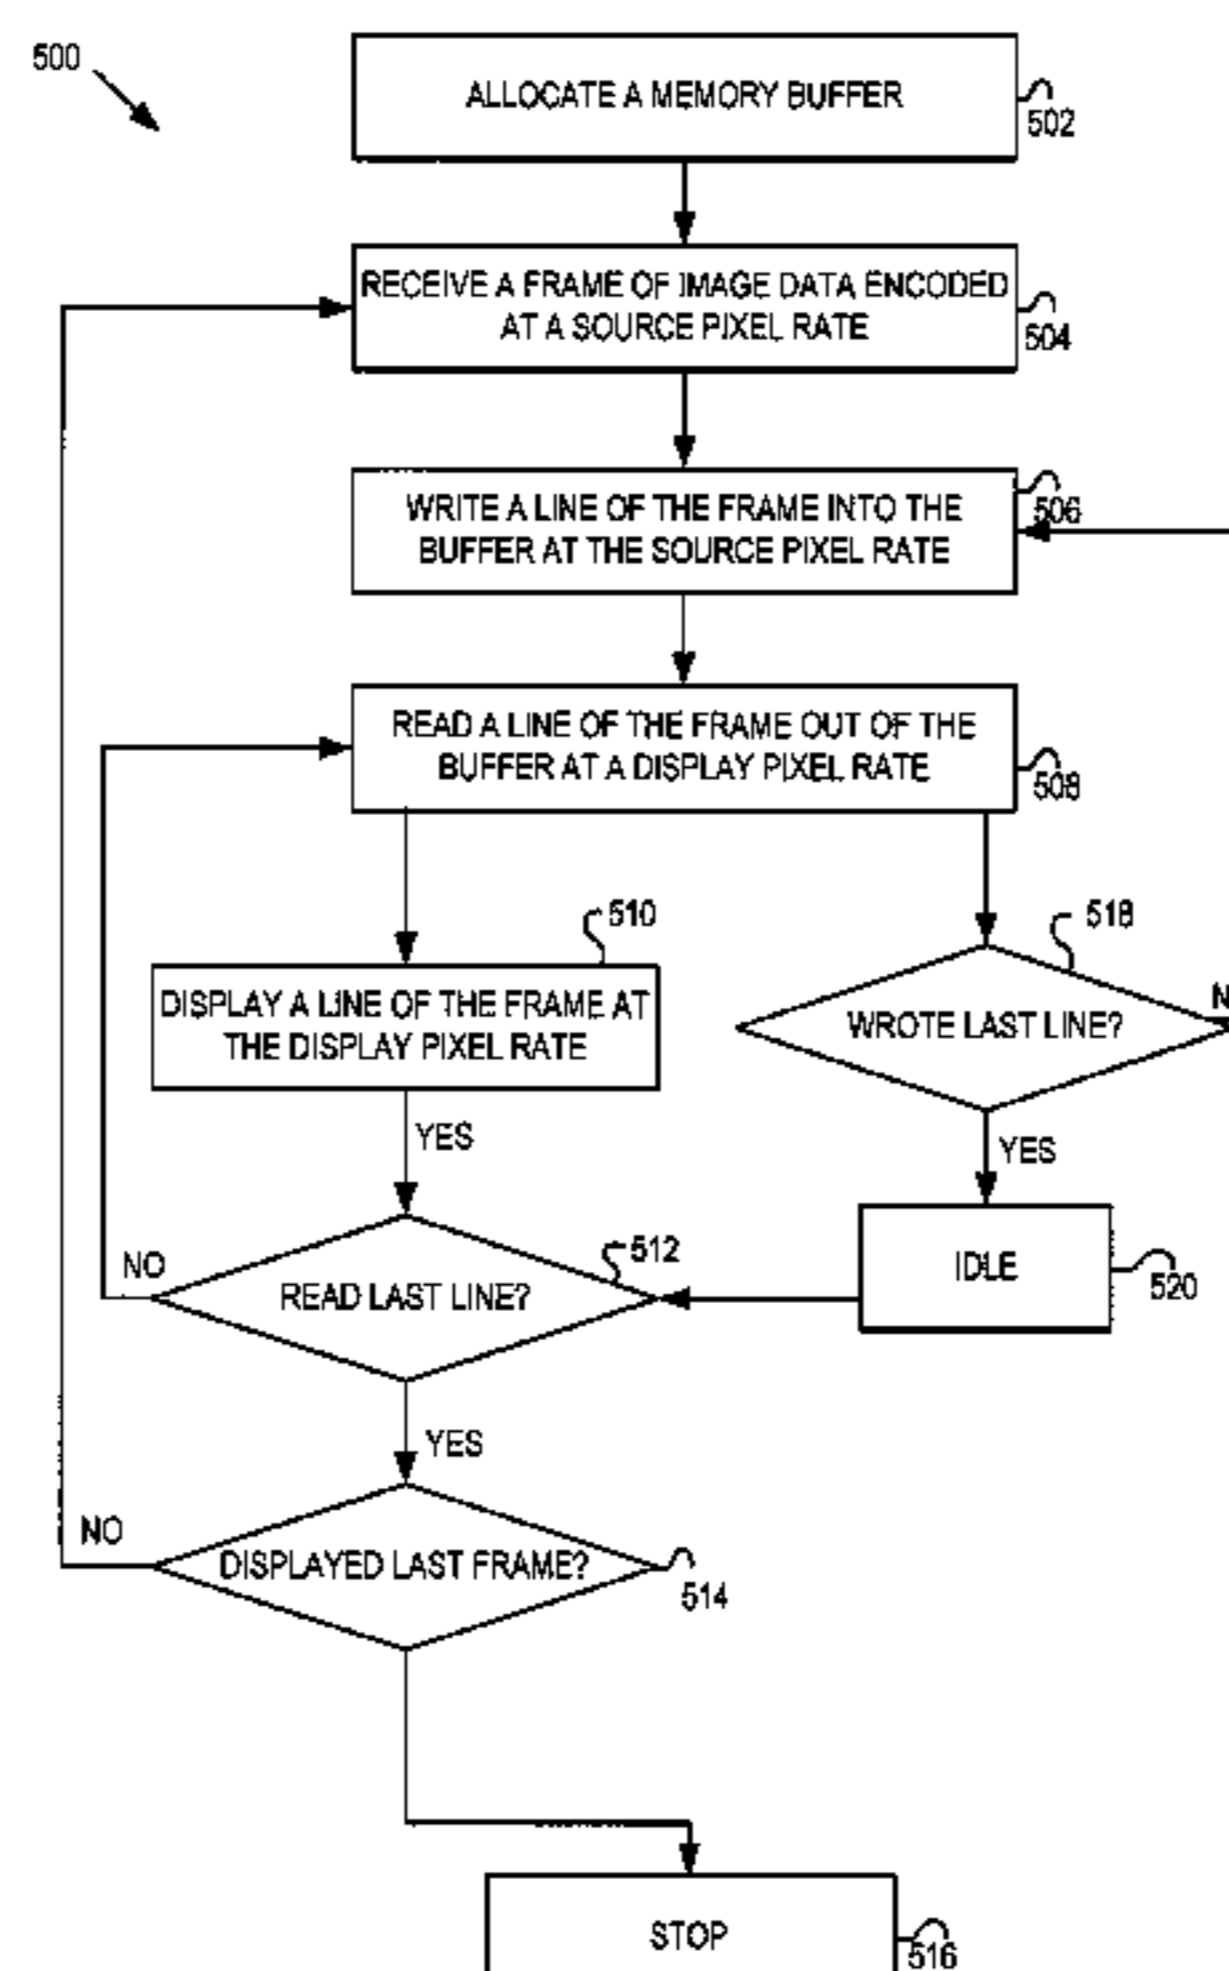 500
ALLOCATE A MEMORY BUFFER
502
RECEIVE A FRAME OF IMAGE DATA ENCODED
AT A SOURCE PIXEL RATE
504
WRITE A LINE OF THE FRAME INTO THE
BUFFER AT THE SOURCE PIXEL RATE
506
READ A LINE OF THE FRAME OUT OF THE
BUFFER AT A DISPLAY PIXEL RATE
508
510
518
DISPLAY A LINE OF THE FRAME AT
THE DISPLAY PIXEL RATE
WROTE LAST LINE?
YES
YES
NO
512
READ LAST LINE?
IDLE
520
YES
NO
DISPLAYED LAST FRAME?
514
STOP
516